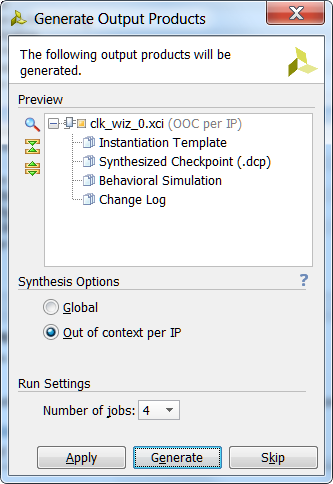 Generate Output Products
The following output products will be
generated.
Preview
clk_wiz_0.xci (OOC per IP)
Instantiation Template
Synthesized Checkpoint (.dcp)
Behavioral Simulation
Change Log
Synthesis Options
?
Global
Out of context per IP
Run Settings
Number of jobs: 4
Apply Generate Skip